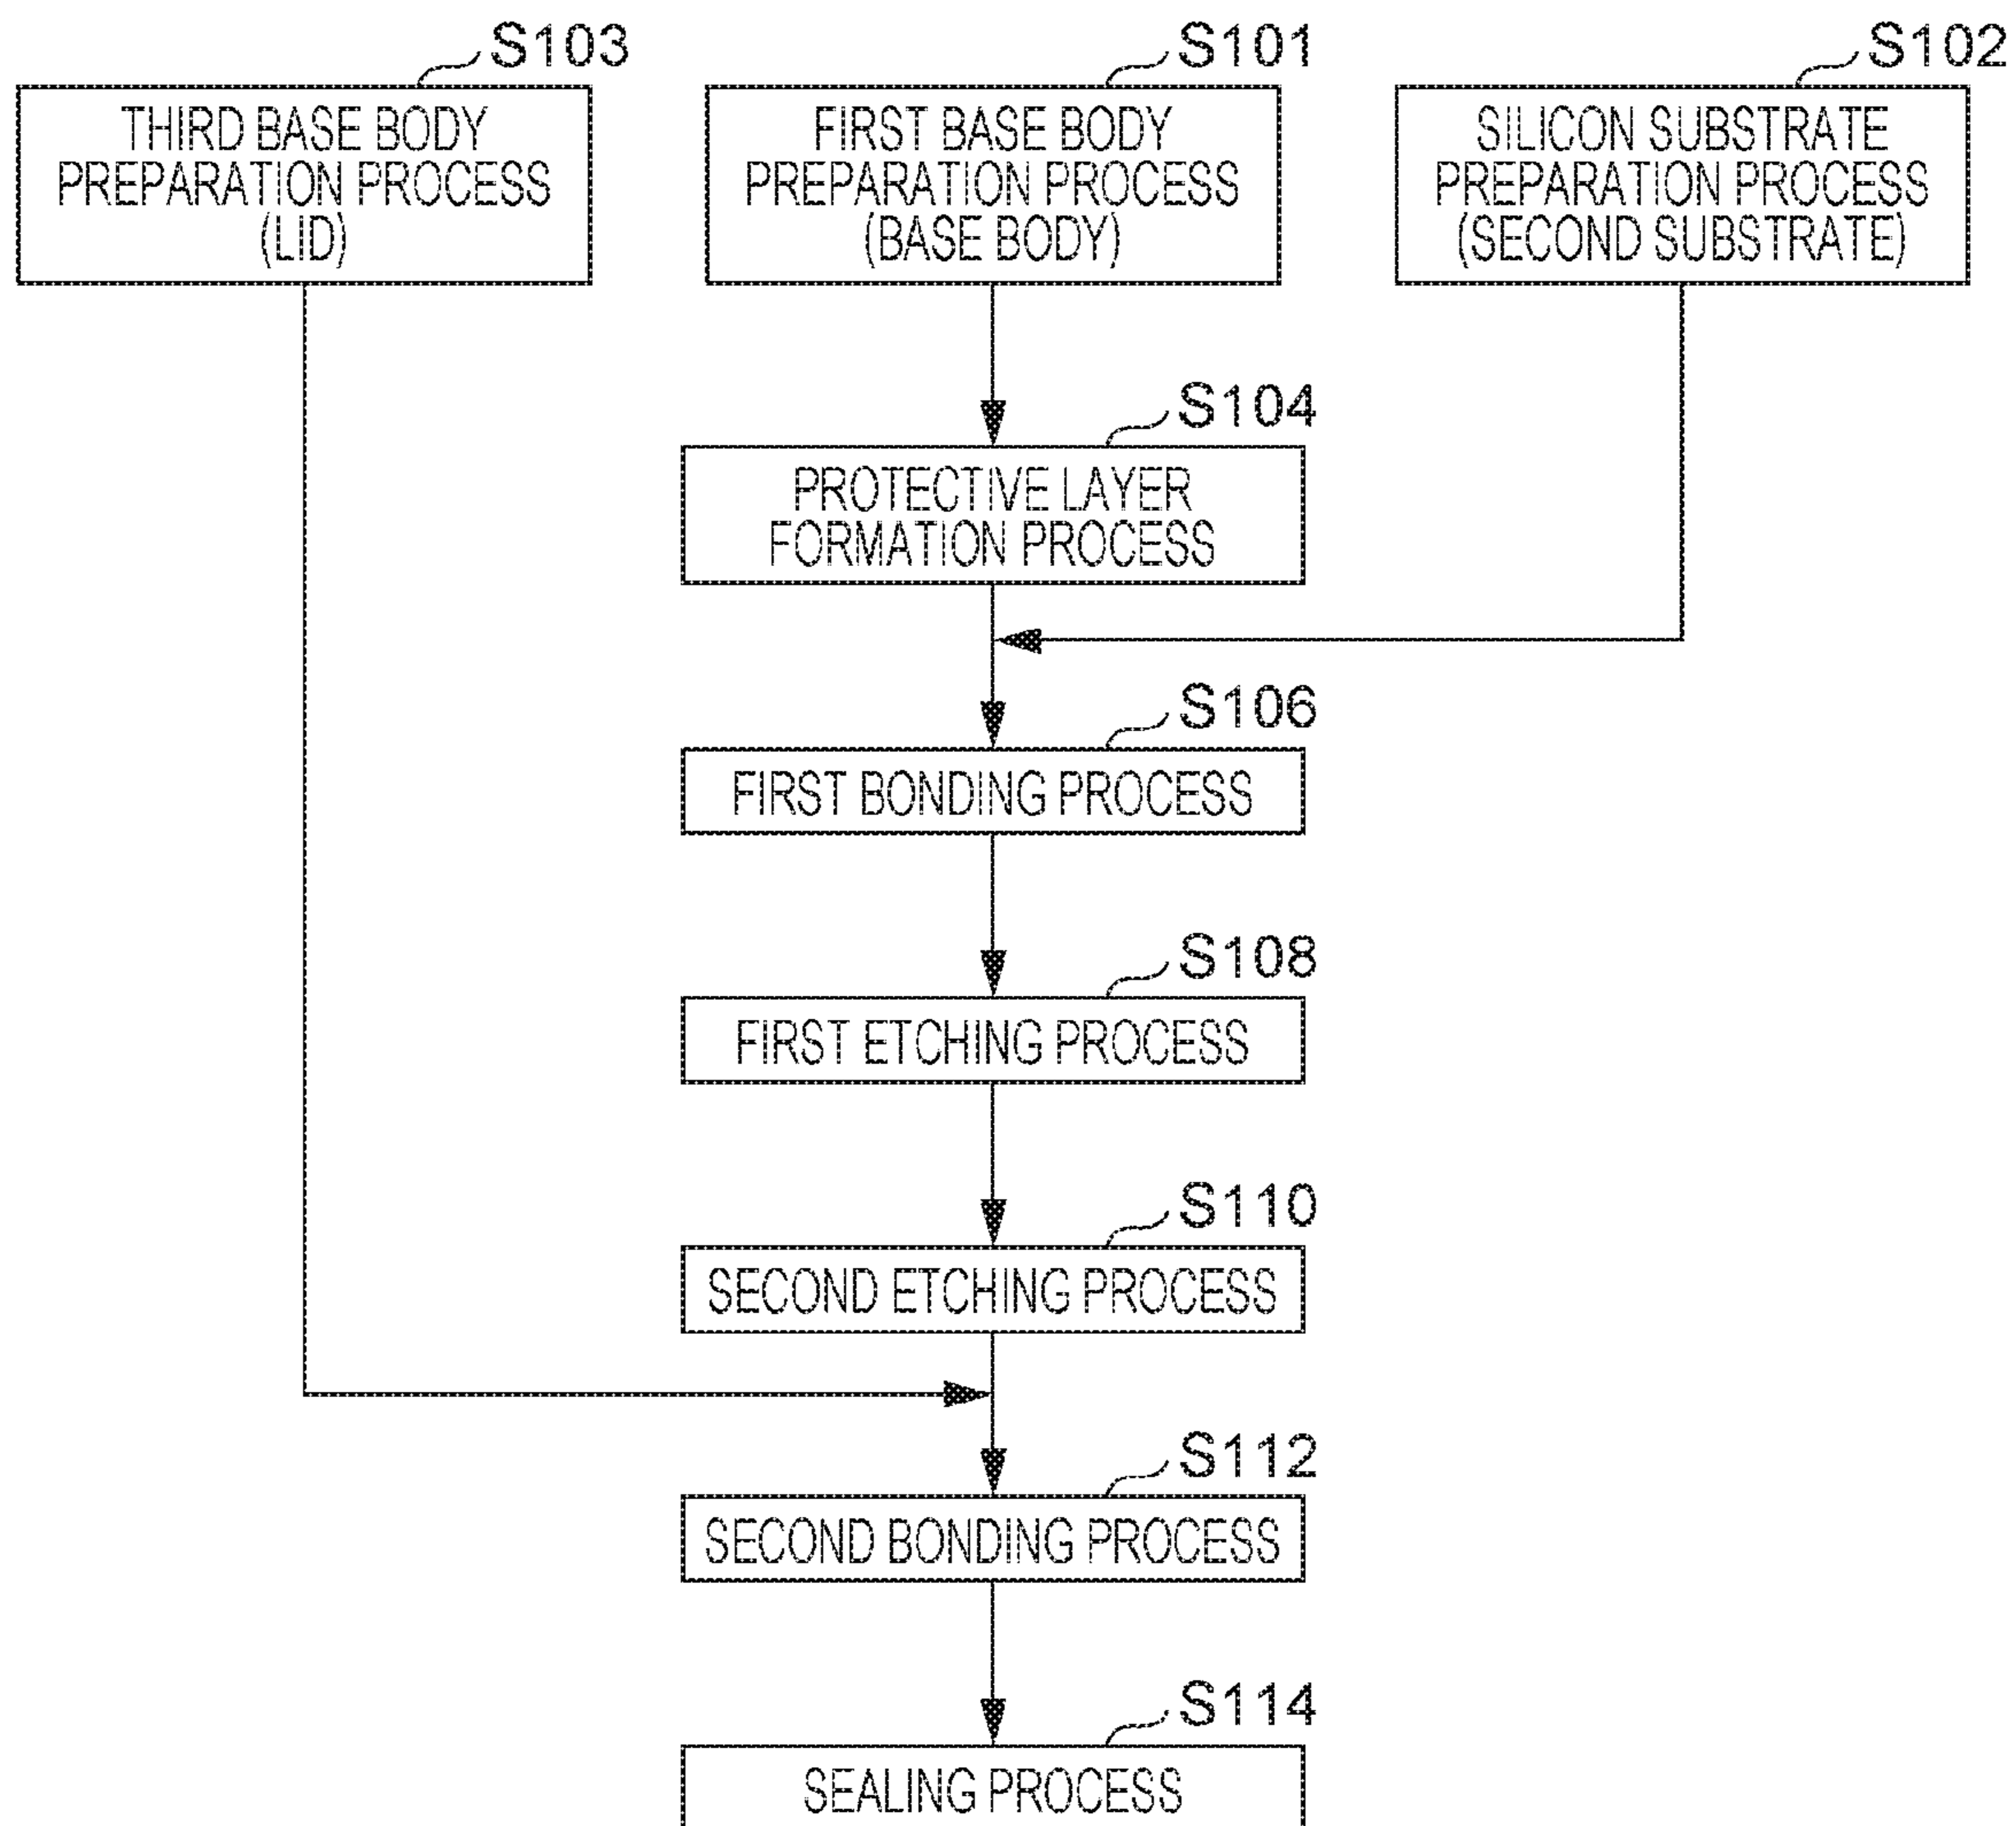 S103
THIRD BASE BODY
PREPARATION PROCESS
(LID)
S101
FIRST BASE BODY
PREPARATION PROCESS
(BASE BODY)
S102
SILICON SUBSTRATE
PREPARATION PROCESS
(SECOND SUBSTRATE)
S104
PROTECTIVE LAYER
FORMATION PROCESS
S106
FIRST BONDING PROCESS
S108
FIRST ETCHING PROCESS
S110
SECOND ETCHING PROCESS
S112
SECOND BONDING PROCESS
S114
SEALING PROCESS